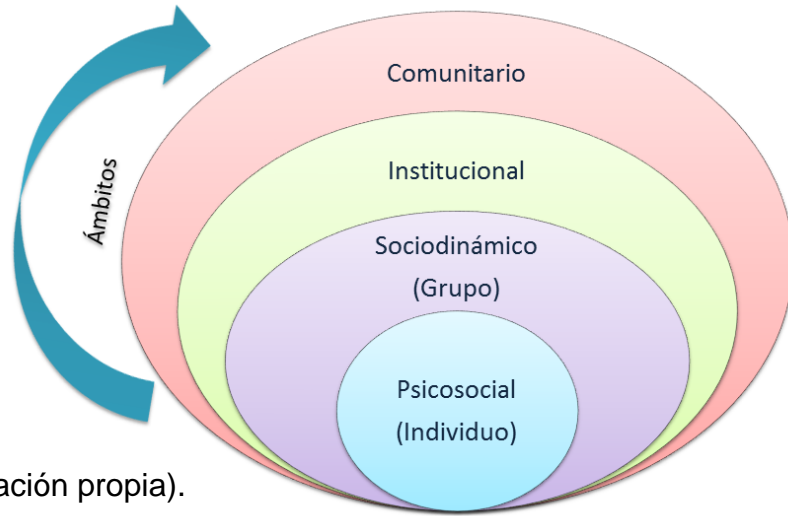 Comunitario
Institucional
Ámbitos
Sociodinámico
(Grupo)
Psicosocial
(Individuo)
ación propia).